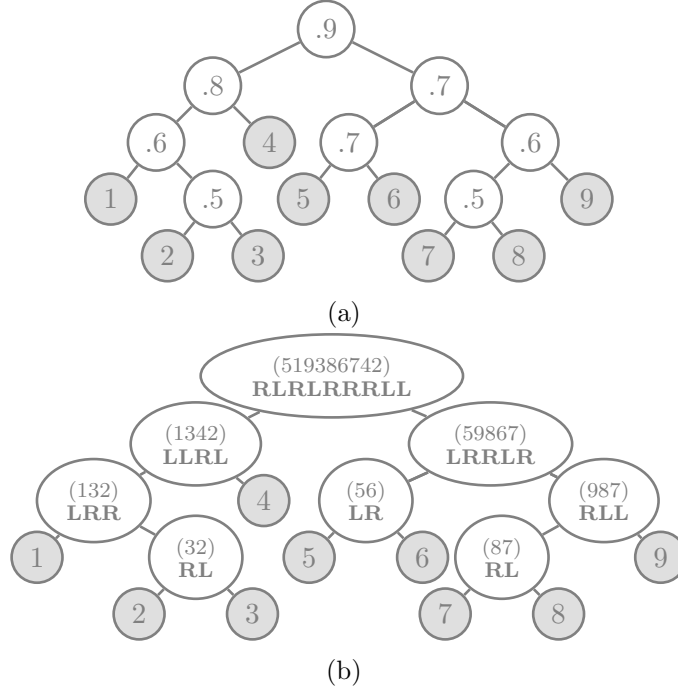 .9
.8 .7
.6 4 .7 .6
1 .5 5 6 .5 9
2 3 7 8
(a)
(519386742)
RLRLRRRLL
(1342) (59867)
LLRL LRRLR
(132) 4 (56) (987)
LRR LR RLL
1 (32) 5 6 (87) 9
RL RL
2 3 7 8
(b)